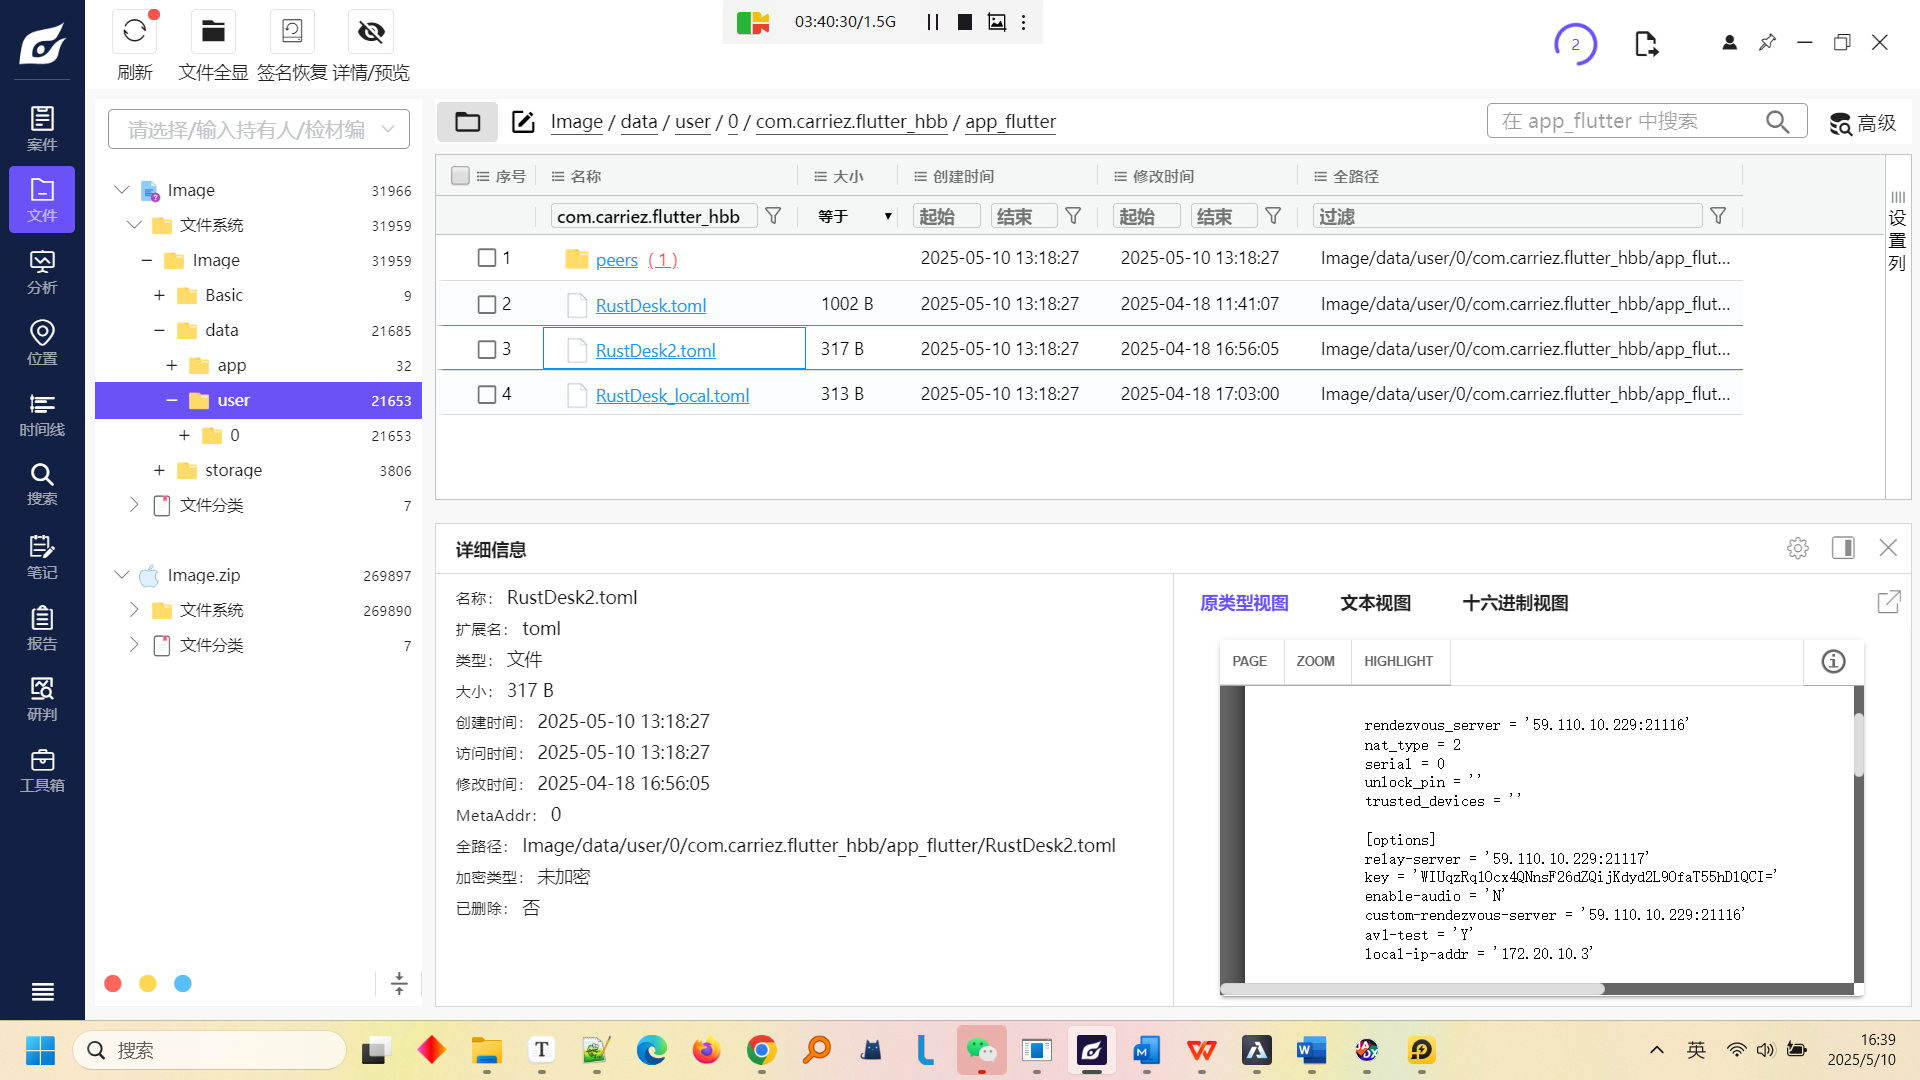 刷新
文件全显
签名恢复
详情/预览
03:40:30/1.5G
2
案件
文件
分析
位置
时间线
搜索
笔记
报告
研判
工具箱
请选择/输入持有人/检材编
Image 31966
文件系统 31959
Image 31959
Basic 9
data 21685
app 32
user 21653
0 21653
storage 3806
文件分类 7
Image.zip 269897
文件系统 269890
文件分类 7
Image / data / user / 0 / com.carriez.flutter_hbb / app_flutter
在 app_flutter 中搜索
高级
序号 名称 大小 创建时间 修改时间 全路径
com.carriez.flutter_hbb 等于 起始 结束 起始 结束 过滤
1 peers ( 1 ) 2025-05-10 13:18:27 2025-05-10 13:18:27 Image/data/user/0/com.carriez.flutter_hbb/app_flut...
2 RustDesk.toml 1002 B 2025-05-10 13:18:27 2025-04-18 11:41:07 Image/data/user/0/com.carriez.flutter_hbb/app_flut...
3 RustDesk2.toml 317 B 2025-05-10 13:18:27 2025-04-18 16:56:05 Image/data/user/0/com.carriez.flutter_hbb/app_flut...
4 RustDesk_local.toml 313 B 2025-05-10 13:18:27 2025-04-18 17:03:00 Image/data/user/0/com.carriez.flutter_hbb/app_flut...
设置列
详细信息
名称： RustDesk2.toml
扩展名： toml
类型： 文件
大小： 317 B
创建时间： 2025-05-10 13:18:27
访问时间： 2025-05-10 13:18:27
修改时间： 2025-04-18 16:56:05
MetaAddr： 0
全路径： Image/data/user/0/com.carriez.flutter_hbb/app_flutter/RustDesk2.toml
加密类型： 未加密
已删除： 否
原类型视图 文本视图 十六进制视图
PAGE ZOOM HIGHLIGHT
rendezvous_server = '59.110.10.229:21116'
nat_type = 2
serial = 0
unlock_pin = ''
trusted_devices = ''
[options]
relay-server = '59.110.10.229:21117'
key = 'WIUqzRq1Ocx4QNnsF26dZQijKdyd2L9OfaT55hD1QCI='
enable-audio = 'N'
custom-rendezvous-server = '59.110.10.229:21116'
avl-test = 'Y'
local-ip-addr = '172.20.10.3'
搜索
英
16:39
2025/5/10